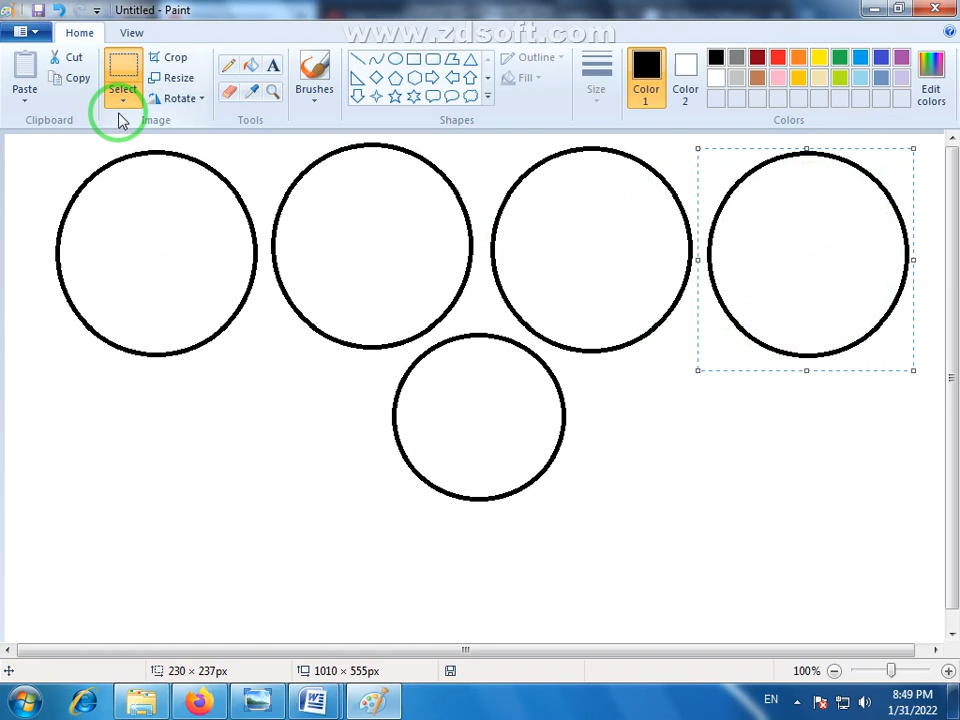 Untitled - Paint
Home
View
www.zdsoft.com
Paste
Cut
Copy
Clipboard
Select
Crop
Resize
Rotate
Image
Tools
Brushes
Outline
Fill
Shapes
Size
Color 1
Color 2
Edit colors
Colors
230 × 237px
1010 × 555px
100%
EN
8:49 PM
1/31/2022